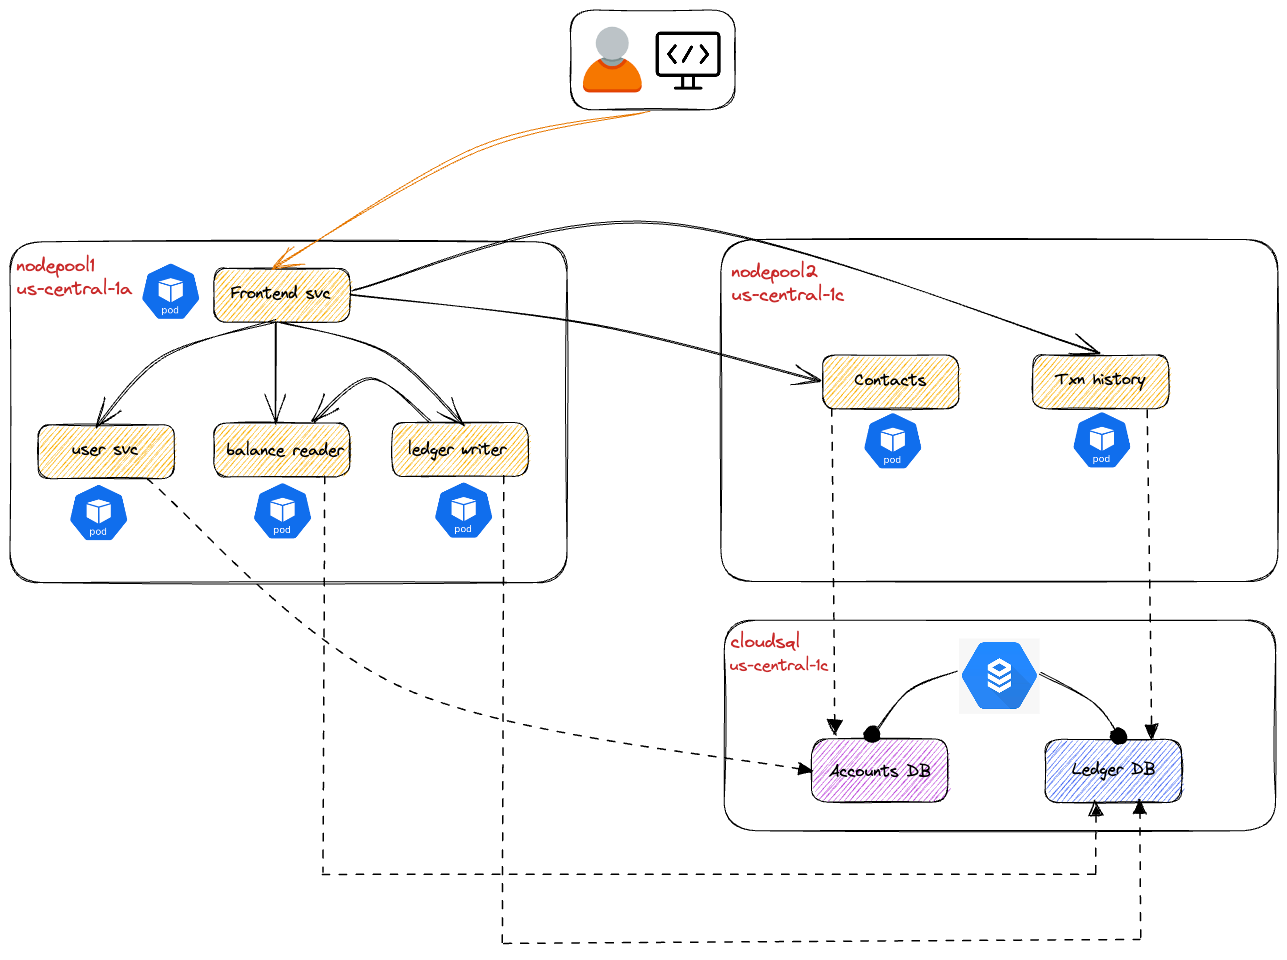 nodepool1
us-central-1a
pod
Frontend svc
user svc
balance reader
ledger writer
pod
pod
pod
nodepool2
us-central-1c
Contacts
Txn history
pod
pod
cloudsql
us-central-1c
Accounts DB
Ledger DB